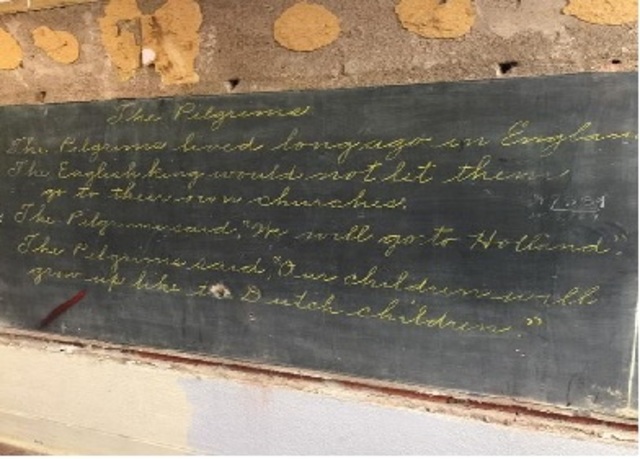 The Pilgrims
The Pilgrims lived long ago in Englan
The English king would not let them
go to their own churches.
The Pilgrims said, "We will go to Holland."
The Pilgrims said, "Our children will
grow up like the Dutch children."